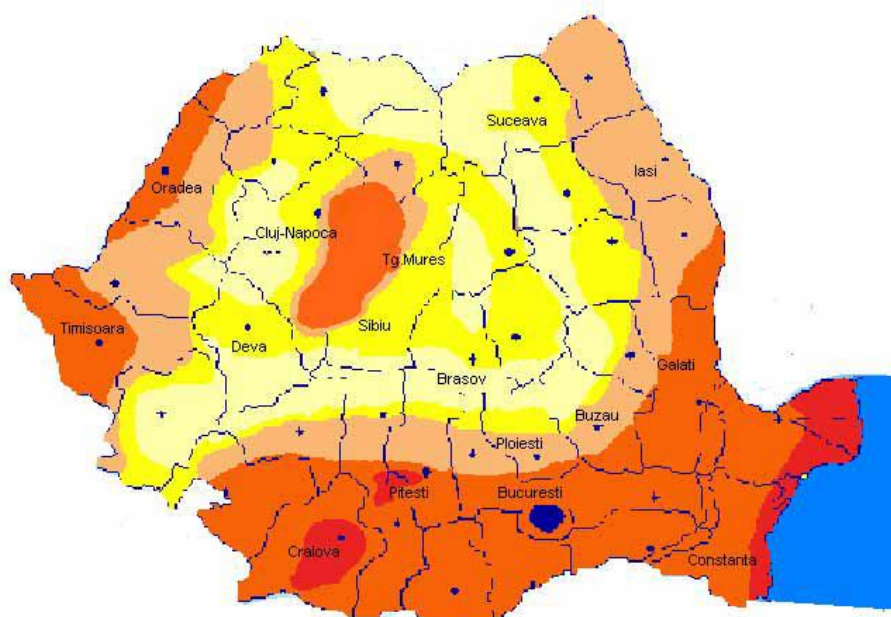 Suceava
Iasi
Oradea
Cluj-Napoca
Tg.Mures
Timisoara
Sibiu
Deva
Galati
Brasov
Buzau
Ploiesti
Pitesti
Bucuresti
Craiova
Constanta